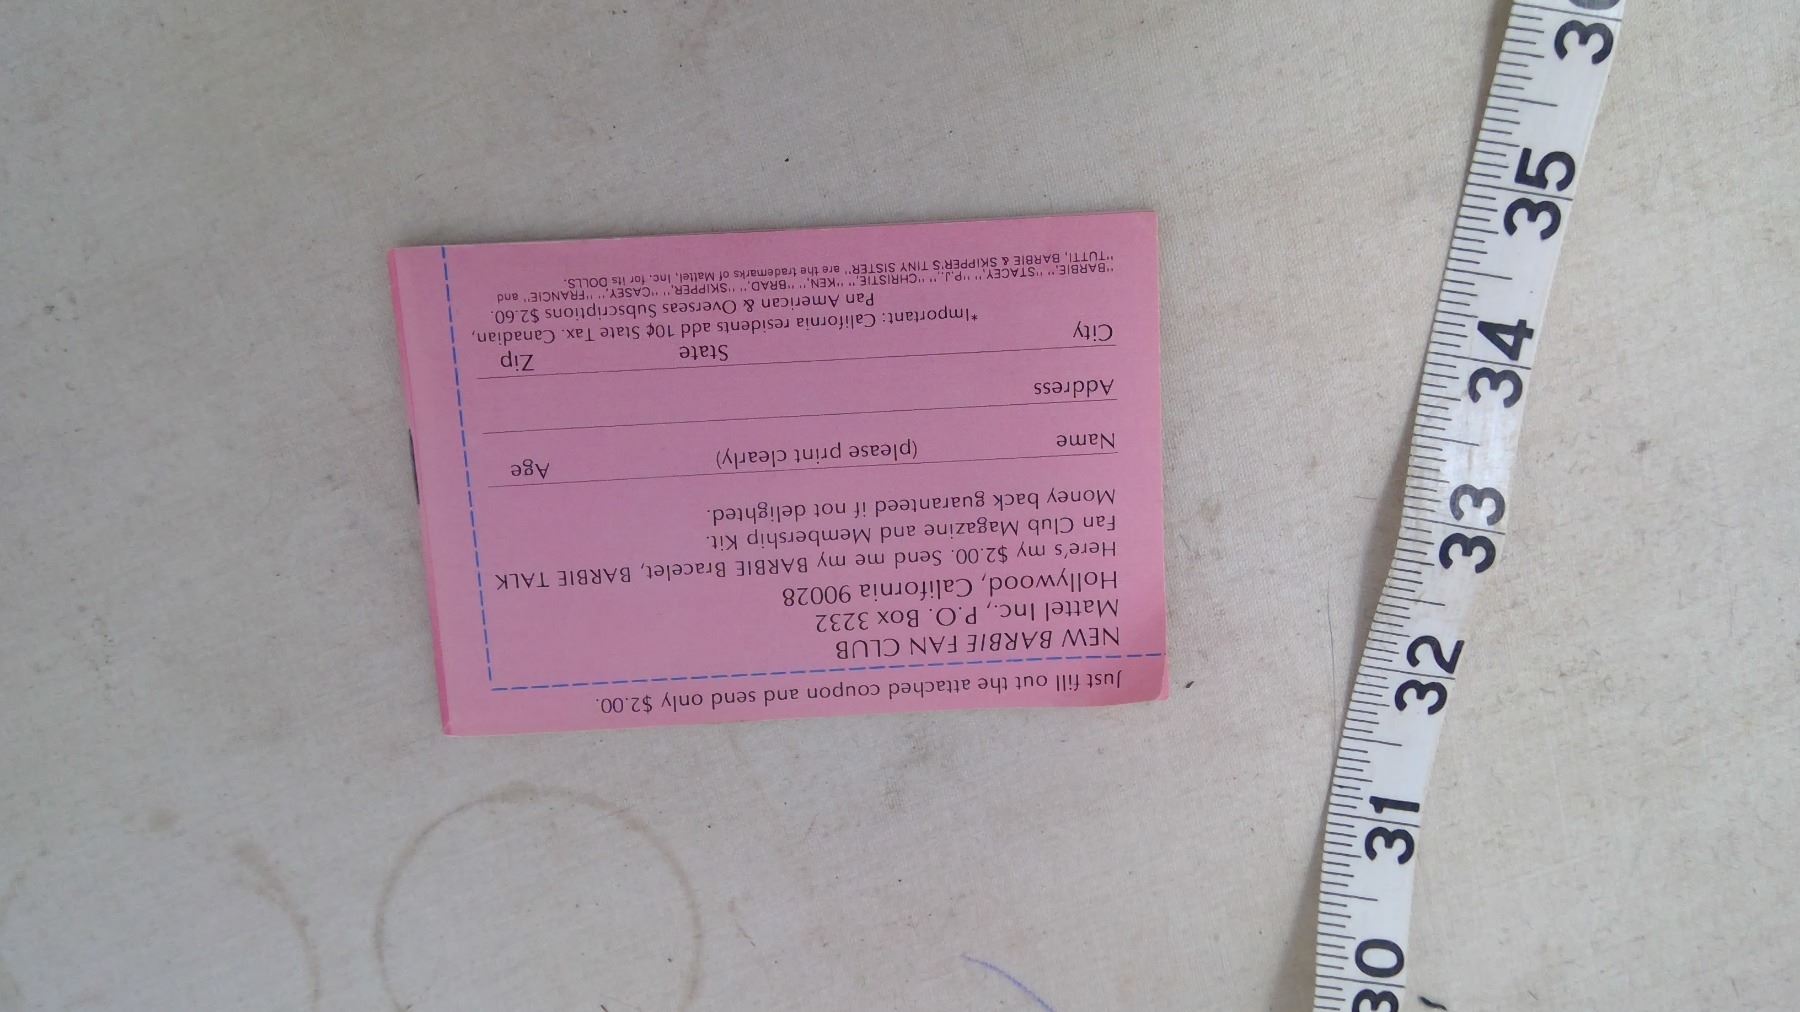 Just fill out the attached coupon and send only $2.00.
NEW BARBIE FAN CLUB
Mattel Inc., P.O. Box 3232
Hollywood, California 90028
Here's my $2.00. Send me my BARBIE Bracelet, BARBIE TALK
Fan Club Magazine and Membership Kit.
Money back guaranteed if not delighted.
Name (please print clearly) Age
Address
City State Zip
*Important: California residents add 10¢ State Tax. Canadian,
Pan American & Overseas Subscriptions $2.60.
"BARBIE," "STACEY," "P.J.," "CHRISTIE," "KEN," "BRAD," "SKIPPER," "CASEY," "FRANCIE" and
"TUTTI, BARBIE & SKIPPER'S TINY SISTER" are the trademarks of Mattel, Inc. for its DOLLS.
35
34
33
32
31
30